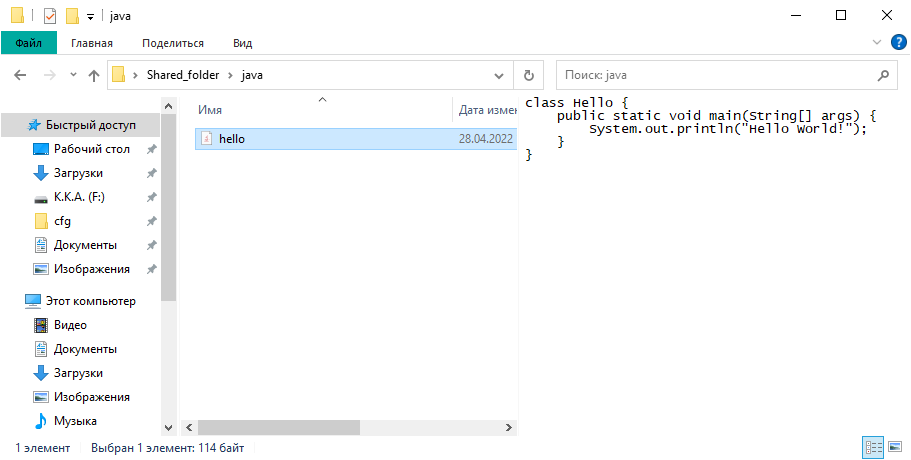 java
Файл Главная Поделиться Вид
Shared_folder java
Поиск: java
Имя
Дата измен
hello
28.04.2022
Быстрый доступ
Рабочий стол
Загрузки
K.K.A. (F:)
cfg
Документы
Изображения
Этот компьютер
Видео
Документы
Загрузки
Изображения
Музыка
class Hello {
    public static void main(String[] args) {
        System.out.println("Hello World!");
    }
}
1 элемент
Выбран 1 элемент: 114 байт